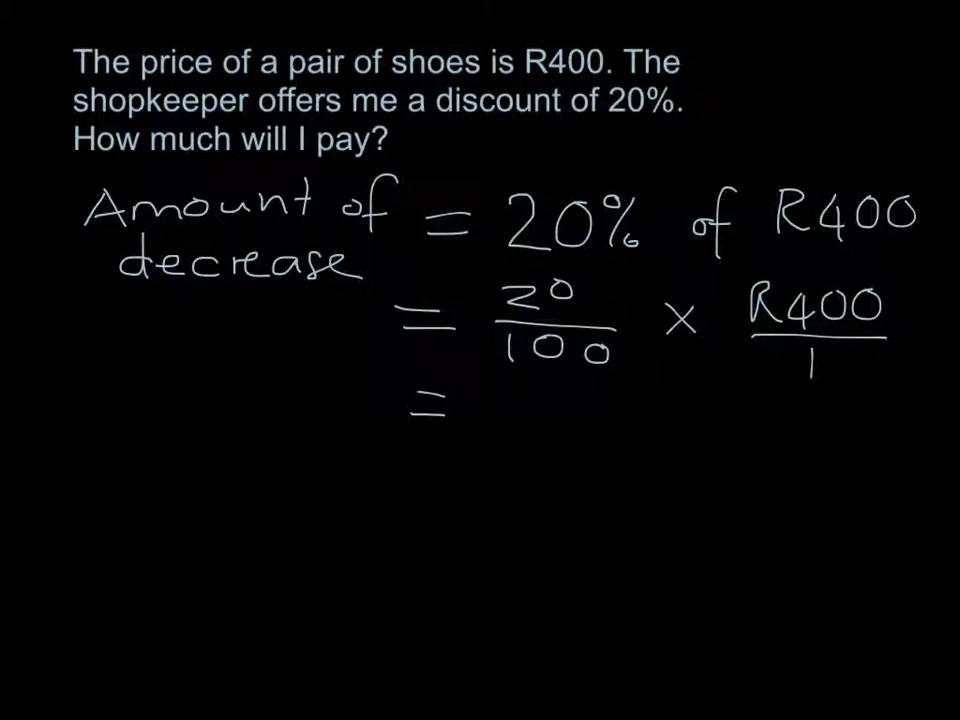 The price of a pair of shoes is R400. The
shopkeeper offers me a discount of 20%.
How much will I pay?
Amount of decrease = 20% of R400
= 20/100 × R400/1
=